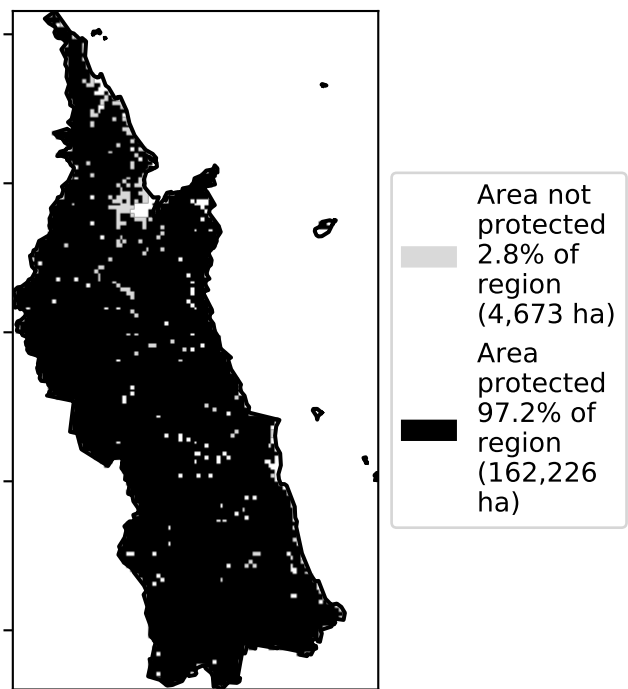 Area not
protected
2.8% of
region
(4,673 ha)
Area
protected
97.2% of
region
(162,226
ha)